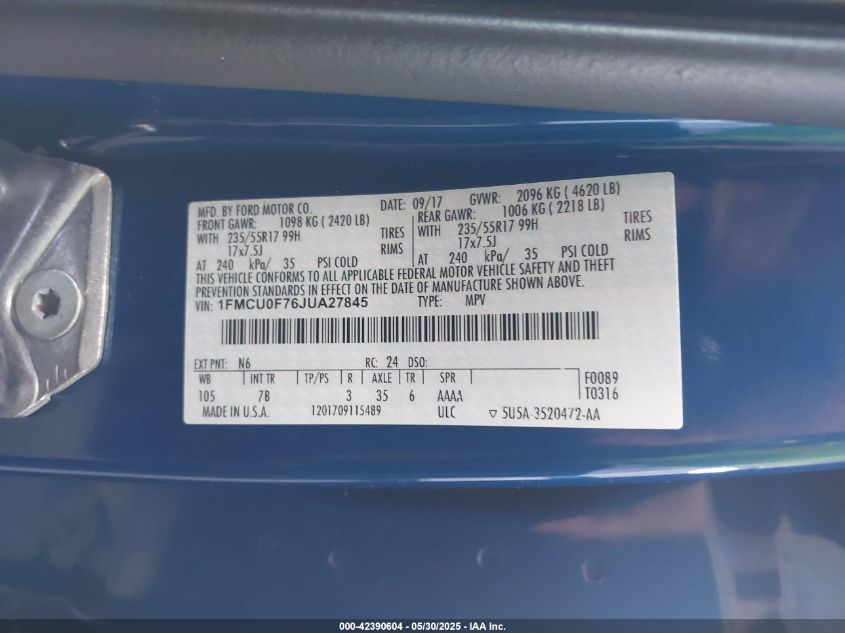 MFD. BY FORD MOTOR CO. DATE: 09/17 GVWR: 2096 KG ( 4620 LB)
FRONT GAWR: 1098 KG ( 2420 LB) REAR GAWR: 1006 KG ( 2218 LB)
WITH 235/55R17 99H TIRES WITH 235/55R17 99H TIRES
17x7.5J RIMS 17x7.5J RIMS
AT 240 kPa/ 35 PSI COLD AT 240 kPa/ 35 PSI COLD
THIS VEHICLE CONFORMS TO ALL APPLICABLE FEDERAL MOTOR VEHICLE SAFETY AND THEFT
PREVENTION STANDARDS IN EFFECT ON THE DATE OF MANUFACTURE SHOWN ABOVE.
VIN: 1FMCU0F76JUA27845 TYPE: MPV
EXT PNT: N6 RC: 24 DSO:
WB INT TR TP/PS R AXLE TR SPR F0089
105 7B 3 35 6 AAAA T0316
MADE IN U.S.A. 1201709115489 ULC ▽ 5U5A-3520472-AA
000-42390604 — 05/30/2025 — IAA Inc.